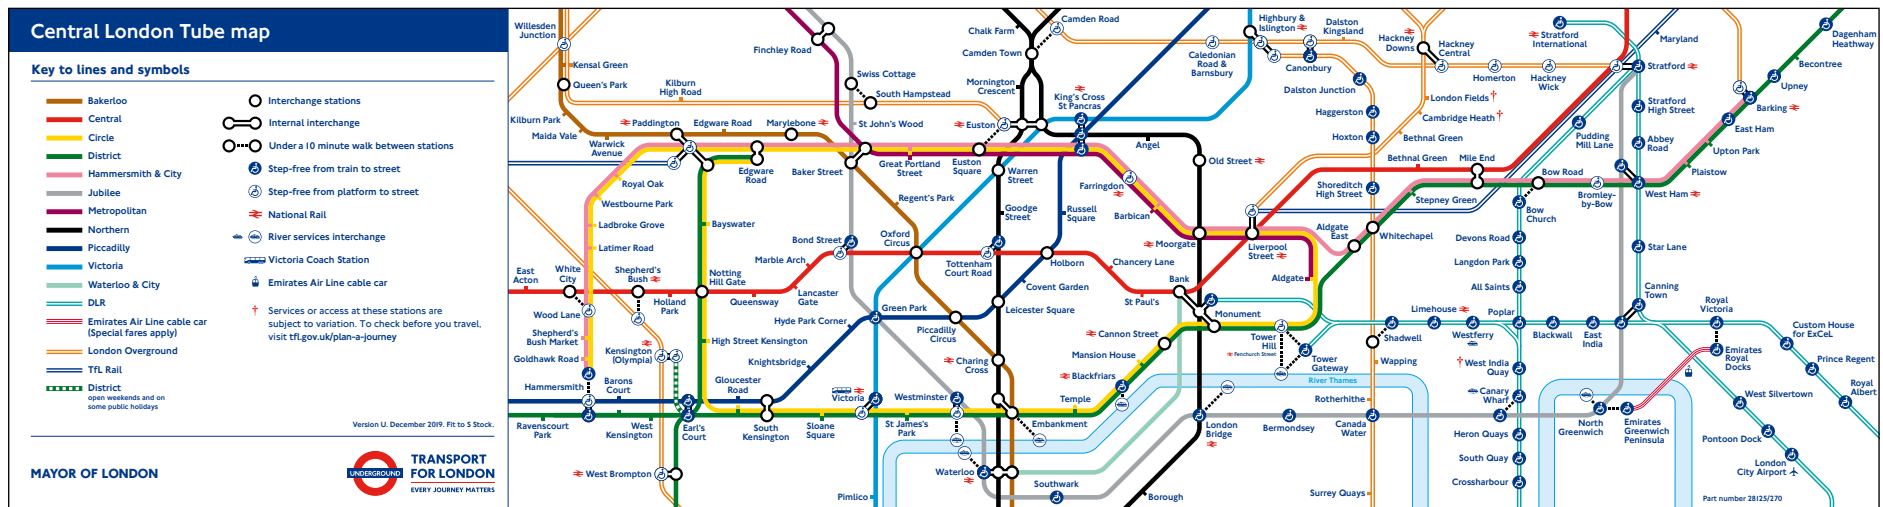 Central London Tube map
Key to lines and symbols
Bakerloo
Central
Circle
District
Hammersmith & City
Jubilee
Metropolitan
Northern
Piccadilly
Victoria
Waterloo & City
DLR
Emirates Air Line cable car
(Special fares apply)
London Overground
TfL Rail
District
open weekends and on
some public holidays
Interchange stations
Internal interchange
Under a 10 minute walk between stations
Step-free from train to street
Step-free from platform to street
National Rail
River services interchange
Victoria Coach Station
Emirates Air Line cable car
† Services or access at these stations are
subject to variation. To check before you travel,
visit tfl.gov.uk/plan-a-journey
Version U. December 2019. Fit to S Stock.
MAYOR OF LONDON
UNDERGROUND
TRANSPORT
FOR LONDON
EVERY JOURNEY MATTERS
Willesden
Junction
Kensal Green
Queen's Park
Kilburn Park
Maida Vale
Warwick
Avenue
Paddington
Kilburn
High Road
Edgware Road
Marylebone
Finchley Road
Swiss Cottage
South Hampstead
St John's Wood
Baker Street
Edgware
Road
Great Portland
Street
Euston
Euston
Square
Warren
Street
Chalk Farm
Camden Town
Camden Road
Mornington
Crescent
King's Cross
St Pancras
Angel
Old Street
Royal Oak
Westbourne Park
Ladbroke Grove
Latimer Road
Bayswater
East
Acton
White
City
Wood Lane
Shepherd's
Bush
Holland
Park
Notting
Hill Gate
Queensway
Lancaster
Gate
Marble Arch
Bond Street
Oxford
Circus
Regent's Park
Goodge
Street
Tottenham
Court Road
Russell
Square
Holborn
Chancery Lane
St Paul's
Bank
Covent Garden
Leicester Square
Farringdon
Barbican
Moorgate
Liverpool
Street
Aldgate
Aldgate
East
Whitechapel
Shepherd's
Bush Market
Goldhawk Road
Hammersmith
Kensington
(Olympia)
High Street Kensington
Hyde Park Corner
Knightsbridge
Green Park
Piccadilly
Circus
Charing
Cross
Ravenscourt
Park
Barons
Court
West
Kensington
Earl's
Court
Gloucester
Road
South
Kensington
Sloane
Square
Victoria
St James's
Park
Westminster
Embankment
Temple
Blackfriars
Mansion House
Cannon Street
Monument
Tower
Hill
Fenchurch Street
Tower
Gateway
River Thames
West Brompton
Pimlico
Waterloo
Southwark
Borough
London
Bridge
Bermondsey
Canada
Water
Rotherhithe
Wapping
Shadwell
Surrey Quays
Highbury &
Islington
Caledonian
Road &
Barnsbury
Canonbury
Dalston
Kingsland
Dalston Junction
Haggerston
Hoxton
Shoreditch
High Street
Hackney
Downs
Hackney
Central
Homerton
Hackney
Wick
London Fields †
Cambridge Heath †
Bethnal Green
Bethnal Green
Mile End
Stepney Green
Bow Road
Bow
Church
Bromley-
by-Bow
Pudding
Mill Lane
Stratford
International
Maryland
Stratford
Stratford
High Street
Abbey
Road
West Ham
Star Lane
Canning
Town
Dagenham
Heathway
Becontree
Upney
Barking
East Ham
Upton Park
Plaistow
Devons Road
Langdon Park
All Saints
Poplar
Limehouse
Westferry
Blackwall
East
India
† West India
Quay
Canary
Wharf
Heron Quays
South Quay
Crossharbour
North
Greenwich
Emirates
Greenwich
Peninsula
Royal
Victoria
Emirates
Royal
Docks
Custom House
for ExCeL
Prince Regent
Royal
Albert
West Silvertown
Pontoon Dock
London
City Airport
Part number 28125/270